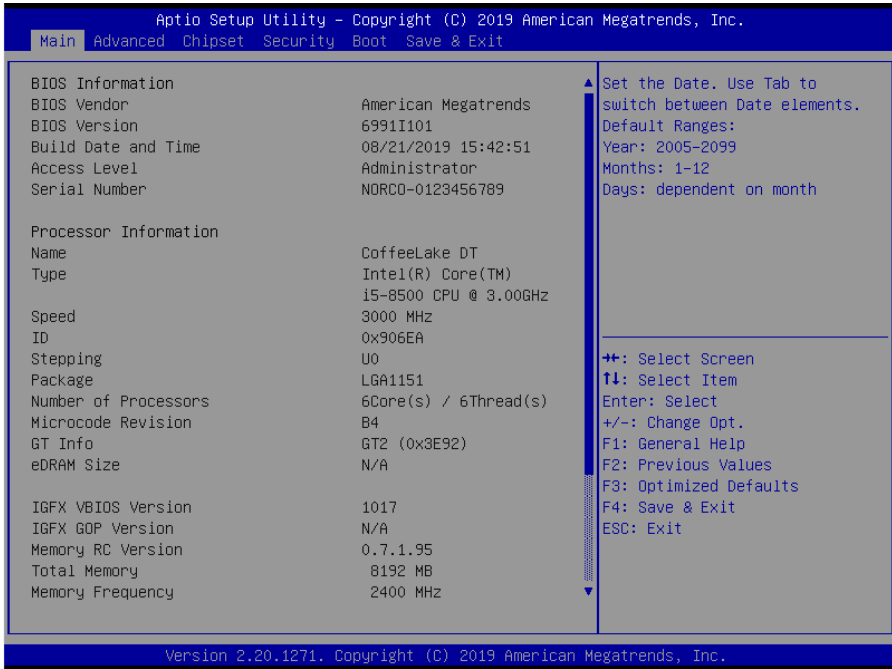 Aptio Setup Utility – Copyright (C) 2019 American Megatrends, Inc.
Main Advanced Chipset Security Boot Save & Exit
BIOS Information
BIOS Vendor American Megatrends
BIOS Version 6991I101
Build Date and Time 08/21/2019 15:42:51
Access Level Administrator
Serial Number NORCO-0123456789
Processor Information
Name CoffeeLake DT
Type Intel(R) Core(TM)
i5-8500 CPU @ 3.00GHz
Speed 3000 MHz
ID 0x906EA
Stepping U0
Package LGA1151
Number of Processors 6Core(s) / 6Thread(s)
Microcode Revision B4
GT Info GT2 (0x3E92)
eDRAM Size N/A
IGFX VBIOS Version 1017
IGFX GOP Version N/A
Memory RC Version 0.7.1.95
Total Memory 8192 MB
Memory Frequency 2400 MHz
Set the Date. Use Tab to
switch between Date elements.
Default Ranges:
Year: 2005-2099
Months: 1-12
Days: dependent on month
→←: Select Screen
↑↓: Select Item
Enter: Select
+/-: Change Opt.
F1: General Help
F2: Previous Values
F3: Optimized Defaults
F4: Save & Exit
ESC: Exit
Version 2.20.1271. Copyright (C) 2019 American Megatrends, Inc.